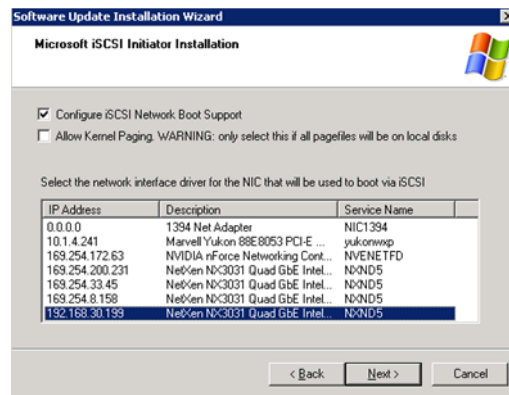 Software Update Installation Wizard
Microsoft iSCSI Initiator Installation
Configure iSCSI Network Boot Support
Allow Kernel Paging. WARNING: only select this if all pagefiles will be on local disks
Select the network interface driver for the NIC that will be used to boot via iSCSI
IP Address Description Service Name
0.0.0.0 1394 Net Adapter NIC1394
10.1.4.241 Marvell Yukon 88E8053 PCI-E ... yukonwxp
169.254.172.63 NVIDIA nForce Networking Cont... NVENETFD
169.254.200.231 NetXen NX3031 Quad GbE Intel... NXND5
169.254.33.45 NetXen NX3031 Quad GbE Intel... NXND5
169.254.8.158 NetXen NX3031 Quad GbE Intel... NXND5
192.168.30.199 NetXen NX3031 Quad GbE Intel... NXND5
< Back Next > Cancel